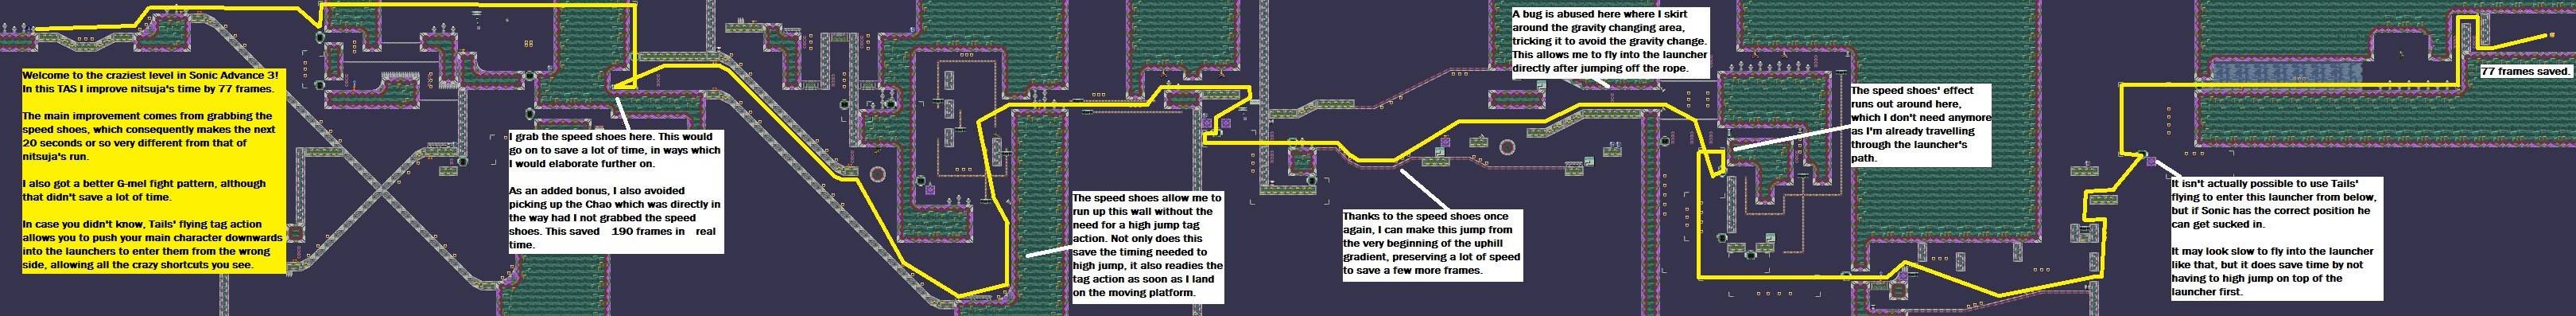 Welcome to the craziest level in Sonic Advance 3!
In this TAS I improve nitsuja's time by 77 frames.
The main improvement comes from grabbing the
speed shoes, which consequently makes the next
20 seconds or so very different from that of
nitsuja's run.
I also got a better G-mel fight pattern, although
that didn't save a lot of time.
In case you didn't know, Tails' flying tag action
allows you to push your main character downwards
into the launchers to enter them from the wrong
side, allowing all the crazy shortcuts you see.
I grab the speed shoes here. This would
go on to save a lot of time, in ways which
I would elaborate further on.
As an added bonus, I also avoided
picking up the Chao which was directly in
the way had I not grabbed the speed
shoes. This saved 190 frames in real
time.
The speed shoes allow me to
run up this wall without the
need for a high jump tag
action. Not only does this
save the timing needed to
high jump, it also readies the
tag action as soon as I land
on the moving platform.
Thanks to the speed shoes once
again, I can make this jump from
the very beginning of the uphill
gradient, preserving a lot of speed
to save a few more frames.
A bug is abused here where I skirt
around the gravity changing area,
tricking it to avoid the gravity change.
This allows me to fly into the launcher
directly after jumping off the rope.
The speed shoes' effect
runs out around here,
which I don't need anymore
as I'm already travelling
through the launcher's
path.
It isn't actually possible to use Tails'
flying to enter this launcher from below,
but if Sonic has the correct position he
can get sucked in.
It may look slow to fly into the launcher
like that, but it does save time by not
having to high jump on top of the
launcher first.
77 frames saved.